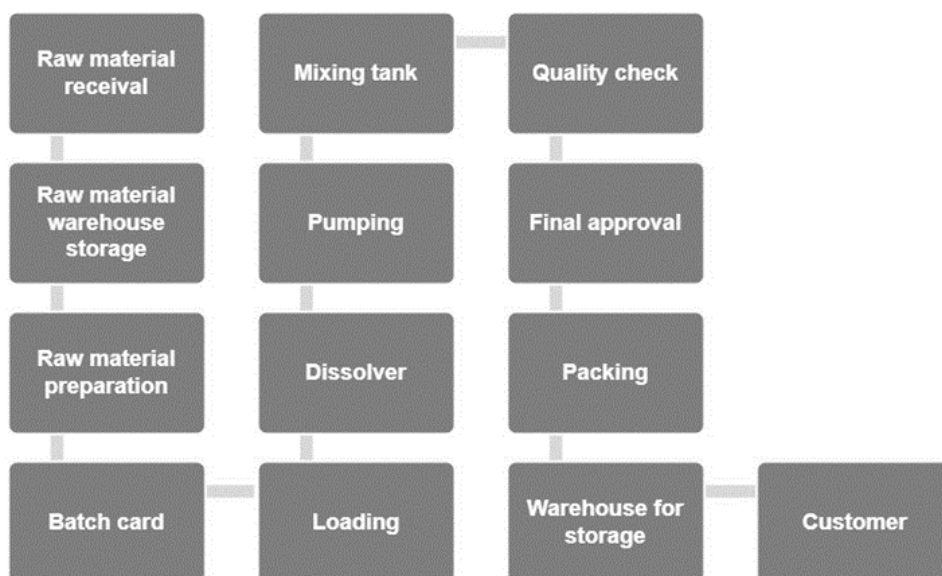 Raw material
receival
Raw material
warehouse
storage
Raw material
preparation
Batch card
Loading
Dissolver
Pumping
Mixing tank
Quality check
Final approval
Packing
Warehouse for
storage
Customer